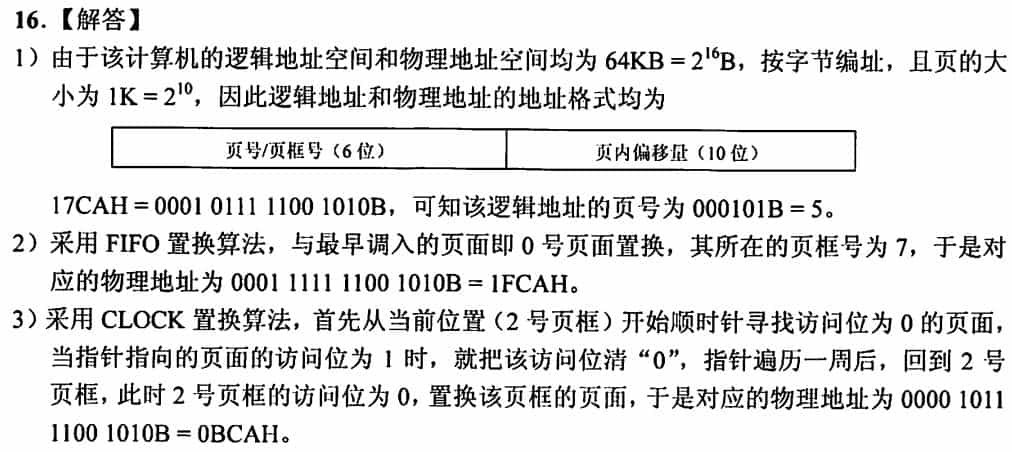 16.【解答】
1）由于该计算机的逻辑地址空间和物理地址空间均为 64KB = 2¹⁶B，按字节编址，且页的大
小为 1K = 2¹⁰，因此逻辑地址和物理地址的地址格式均为
页号/页框号（6 位） 页内偏移量（10 位）
17CAH = 0001 0111 1100 1010B，可知该逻辑地址的页号为 000101B = 5。
2）采用 FIFO 置换算法，与最早调入的页面即 0 号页面置换，其所在的页框号为 7，于是对
应的物理地址为 0001 1111 1100 1010B = 1FCAH。
3）采用 CLOCK 置换算法，首先从当前位置（2 号页框）开始顺时针寻找访问位为 0 的页面，
当指针指向的页面的访问位为 1 时，就把该访问位清“0”，指针遍历一周后，回到 2 号
页框，此时 2 号页框的访问位为 0，置换该页框的页面，于是对应的物理地址为 0000 1011
1100 1010B = 0BCAH。